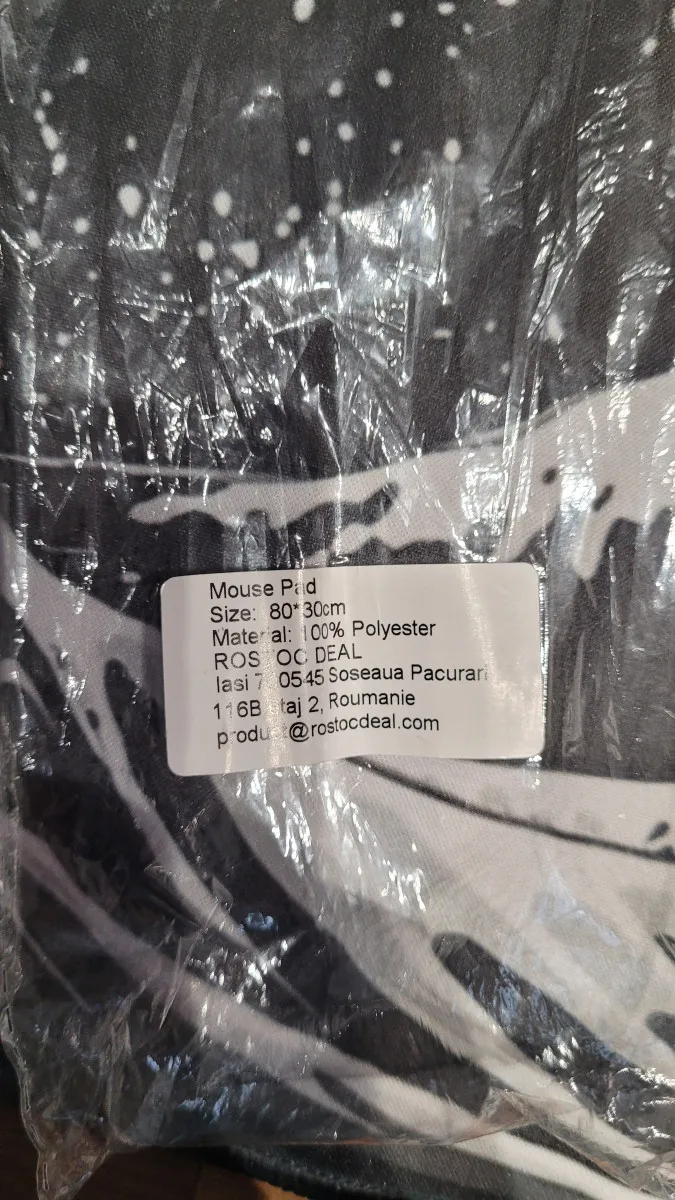 Mouse Pad
Size: 80*30cm
Material: 100% Polyester
ROSTOC DEAL
Iasi 700545 Soseaua Pacurari
116B etaj 2, Roumanie
product@rostocdeal.com